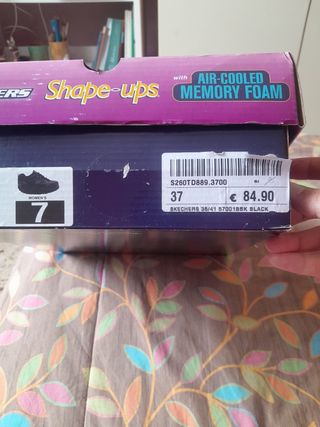 Shape-ups with AIR-COOLED
MEMORY FOAM
S260TD889.3700
37 € 84.90
SKECHERS 36/41 57001BBK BLACK
WOMEN'S
7